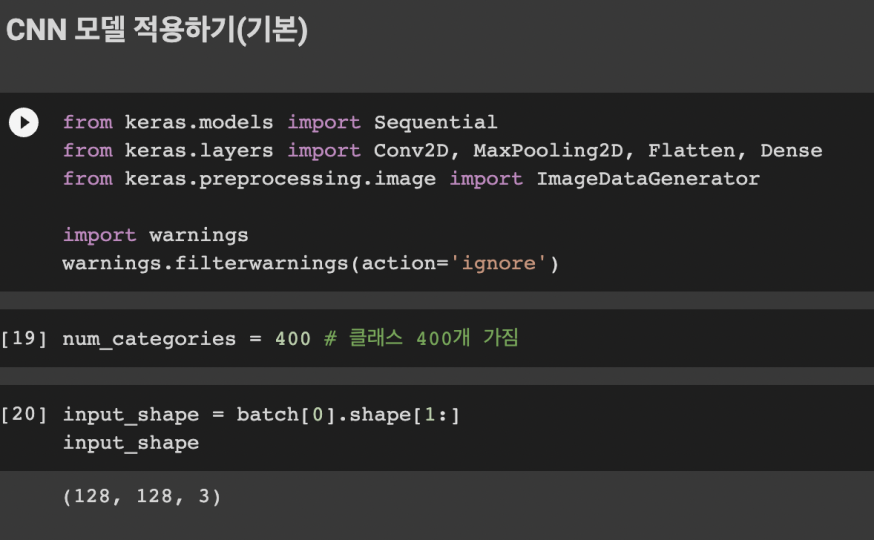 CNN 모델 적용하기(기본)
from keras.models import Sequential
from keras.layers import Conv2D, MaxPooling2D, Flatten, Dense
from keras.preprocessing.image import ImageDataGenerator
import warnings
warnings.filterwarnings(action='ignore')
[19] num_categories = 400 # 클래스 400개 가짐
[20] input_shape = batch[0].shape[1:]
input_shape
(128, 128, 3)